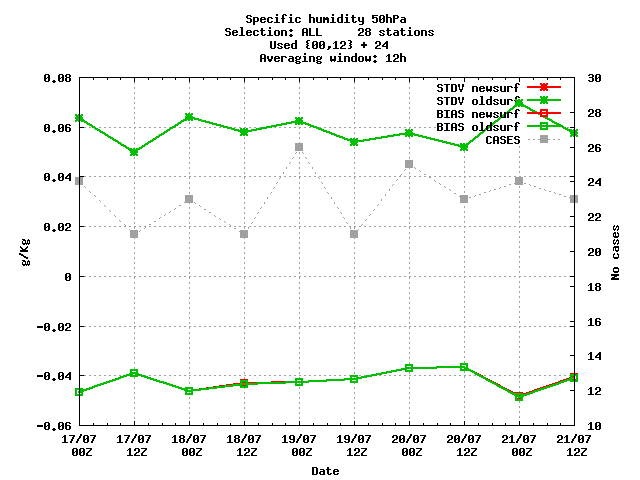 Specific humidity 50hPa
Selection: ALL 28 stations
Used {00,12} + 24
Averaging window: 12h
STDV newsurf
STDV oldsurf
BIAS newsurf
BIAS oldsurf
CASES
0.08
0.06
0.04
0.02
0
-0.02
-0.04
-0.06
g/Kg
30
28
26
24
22
20
18
16
14
12
10
No cases
17/07 17/07 18/07 18/07 19/07 19/07 20/07 20/07 21/07 21/07
00Z 12Z 00Z 12Z 00Z 12Z 00Z 12Z 00Z 12Z
Date